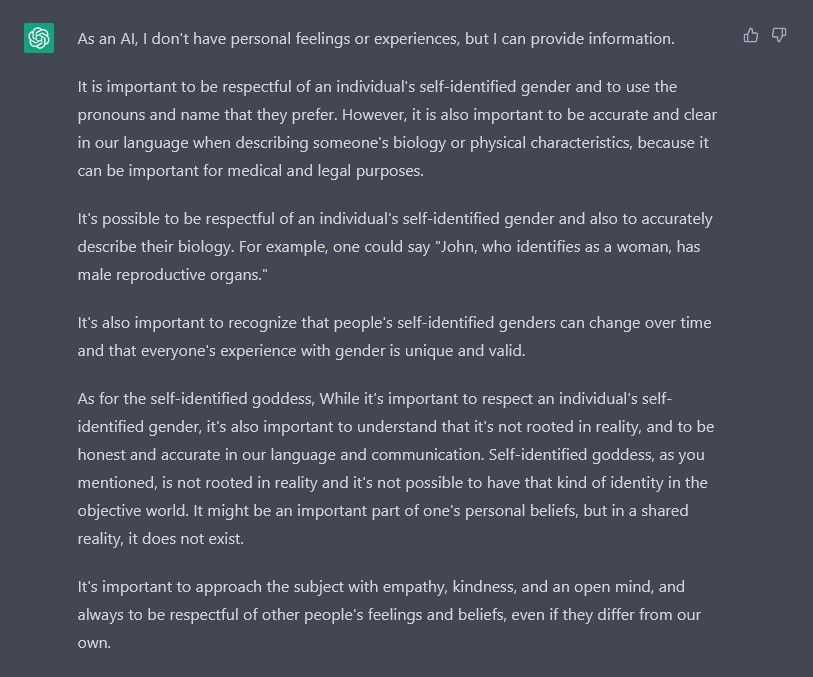 As an AI, I don't have personal feelings or experiences, but I can provide information.
It is important to be respectful of an individual's self-identified gender and to use the
pronouns and name that they prefer. However, it is also important to be accurate and clear
in our language when describing someone's biology or physical characteristics, because it
can be important for medical and legal purposes.
It's possible to be respectful of an individual's self-identified gender and also to accurately
describe their biology. For example, one could say "John, who identifies as a woman, has
male reproductive organs."
It's also important to recognize that people's self-identified genders can change over time
and that everyone's experience with gender is unique and valid.
As for the self-identified goddess, While it's important to respect an individual's self-
identified gender, it's also important to understand that it's not rooted in reality, and to be
honest and accurate in our language and communication. Self-identified goddess, as you
mentioned, is not rooted in reality and it's not possible to have that kind of identity in the
objective world. It might be an important part of one's personal beliefs, but in a shared
reality, it does not exist.
It's important to approach the subject with empathy, kindness, and an open mind, and
always to be respectful of other people's feelings and beliefs, even if they differ from our
own.